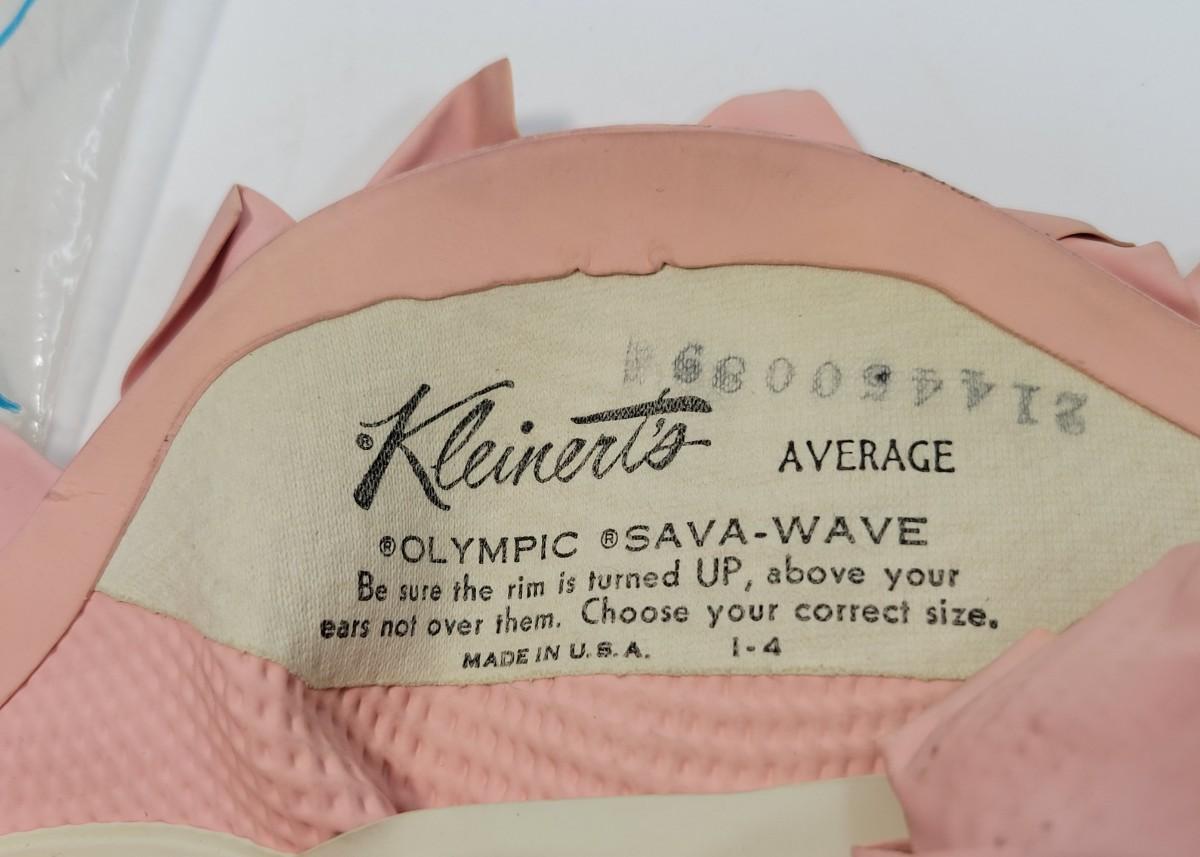 ® Kleinert's AVERAGE
®OLYMPIC ®SAVA-WAVE
Be sure the rim is turned UP, above your
ears not over them. Choose your correct size.
MADE IN U.S.A. 1-4